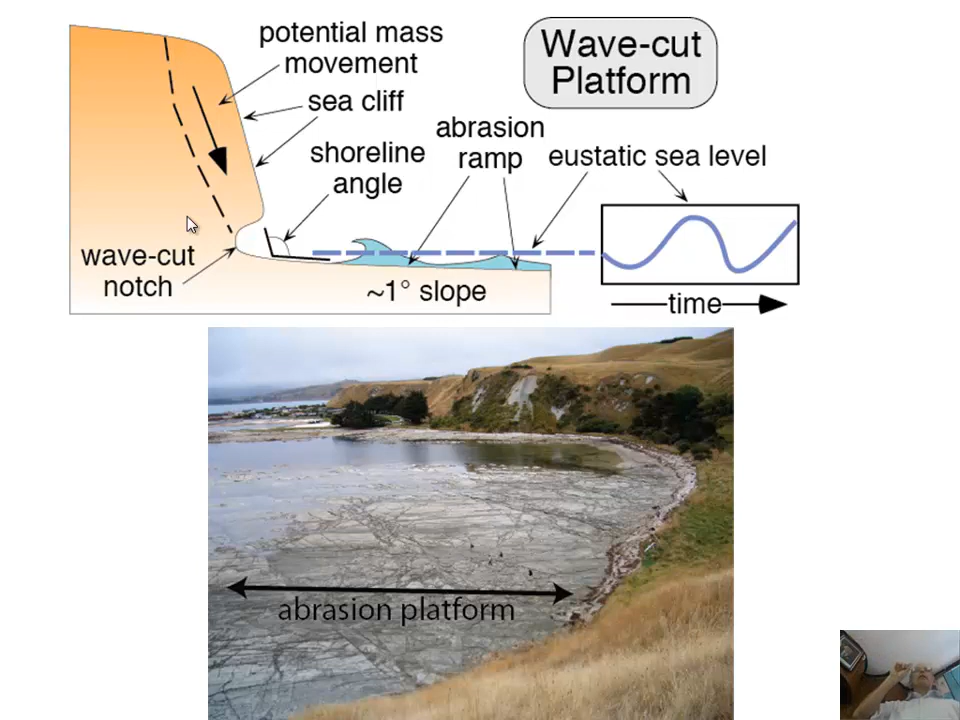 potential mass
movement
Wave-cut
Platform
sea cliff
abrasion
ramp
shoreline
angle
eustatic sea level
wave-cut
notch
~1° slope
time
abrasion platform